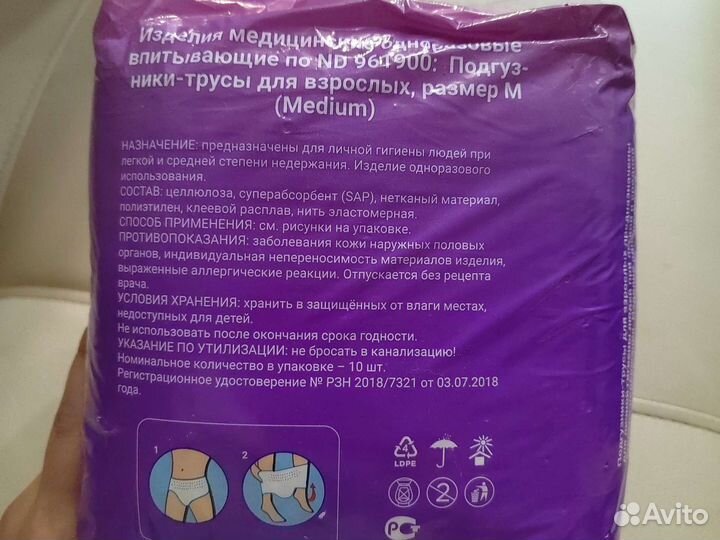 Изделия медицинские одноразовые
впитывающие по ND 961900: Подгуз-
ники-трусы для взрослых, размер M
(Medium)
НАЗНАЧЕНИЕ: предназначены для личной гигиены людей при
легкой и средней степени недержания. Изделие одноразового
использования.
СОСТАВ: целлюлоза, суперабсорбент (SAP), нетканый материал,
полиэтилен, клеевой расплав, нить эластомерная.
СПОСОБ ПРИМЕНЕНИЯ: см. рисунки на упаковке.
ПРОТИВОПОКАЗАНИЯ: заболевания кожи наружных половых
органов, индивидуальная непереносимость материалов изделия,
выраженные аллергические реакции. Отпускается без рецепта
врача.
УСЛОВИЯ ХРАНЕНИЯ: хранить в защищённых от влаги местах,
недоступных для детей.
Не использовать после окончания срока годности.
УКАЗАНИЕ ПО УТИЛИЗАЦИИ: не бросать в канализацию!
Номинальное количество в упаковке – 10 шт.
Регистрационное удостоверение № РЗН 2018/7321 от 03.07.2018
года.
1
2
4
LDPE
2
Avito